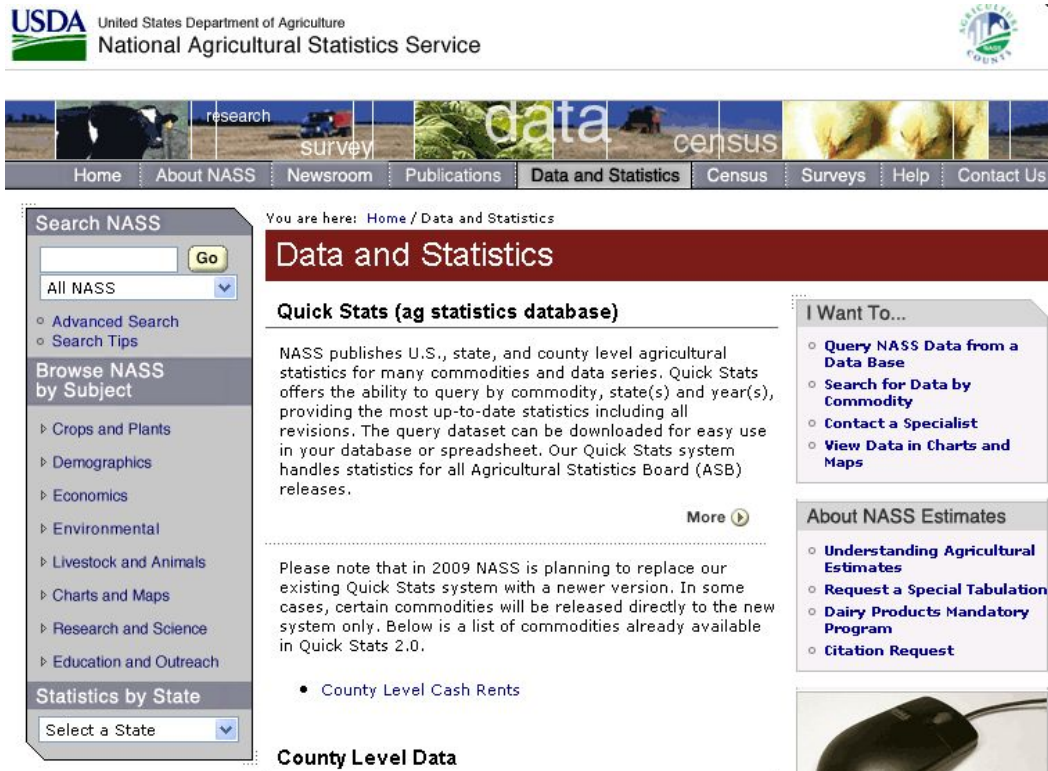 USDA
United States Department of Agriculture
National Agricultural Statistics Service
AGRICULTURE
NASS
COUNTS
research
survey
data
census
Home
About NASS
Newsroom
Publications
Data and Statistics
Census
Surveys
Help
Contact Us
Search NASS
Go
All NASS
Advanced Search
Search Tips
Browse NASS
by Subject
Crops and Plants
Demographics
Economics
Environmental
Livestock and Animals
Charts and Maps
Research and Science
Education and Outreach
Statistics by State
Select a State
You are here: Home / Data and Statistics
Data and Statistics
Quick Stats (ag statistics database)
NASS publishes U.S., state, and county level agricultural
statistics for many commodities and data series. Quick Stats
offers the ability to query by commodity, state(s) and year(s),
providing the most up-to-date statistics including all
revisions. The query dataset can be downloaded for easy use
in your database or spreadsheet. Our Quick Stats system
handles statistics for all Agricultural Statistics Board (ASB)
releases.
More
Please note that in 2009 NASS is planning to replace our
existing Quick Stats system with a newer version. In some
cases, certain commodities will be released directly to the new
system only. Below is a list of commodities already available
in Quick Stats 2.0.
County Level Cash Rents
County Level Data
I Want To...
Query NASS Data from a
Data Base
Search for Data by
Commodity
Contact a Specialist
View Data in Charts and
Maps
About NASS Estimates
Understanding Agricultural
Estimates
Request a Special Tabulation
Dairy Products Mandatory
Program
Citation Request